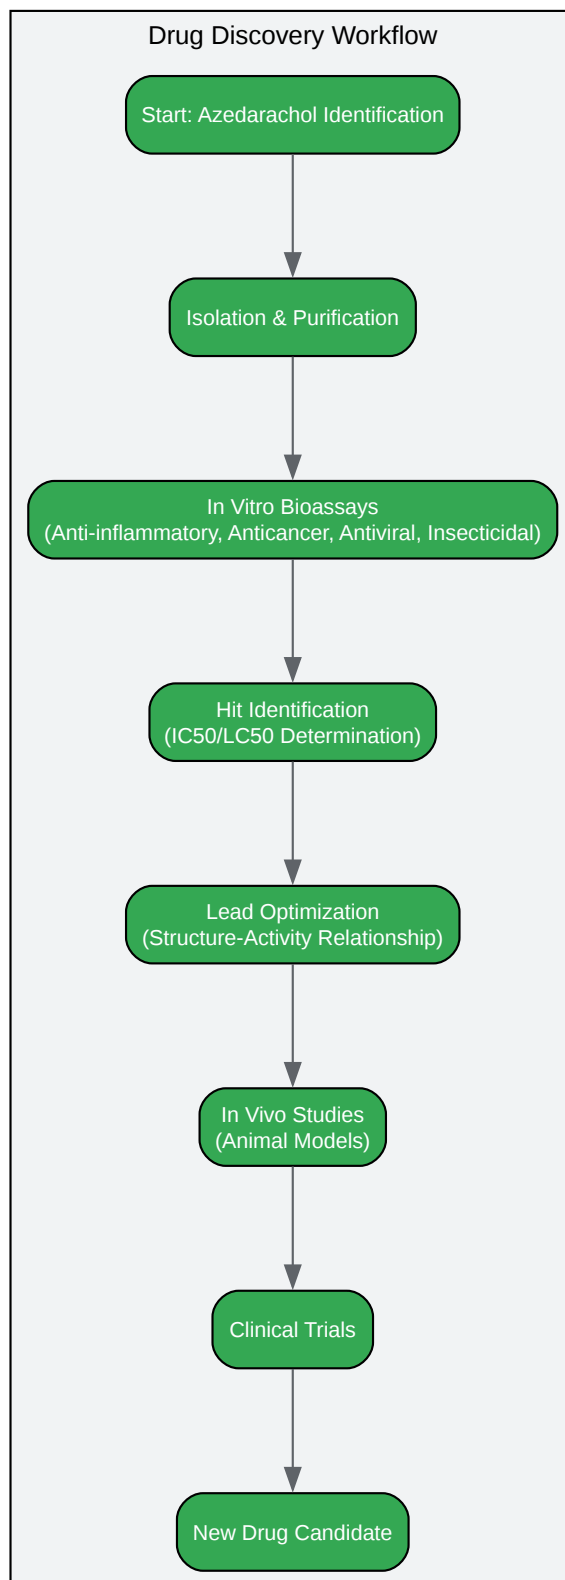 Drug Discovery Workflow
Start: Azedarachol Identification
Isolation & Purification
In Vitro Bioassays
(Anti-inflammatory, Anticancer, Antiviral, Insecticidal)
Hit Identification
(IC50/LC50 Determination)
Lead Optimization
(Structure-Activity Relationship)
In Vivo Studies
(Animal Models)
Clinical Trials
New Drug Candidate